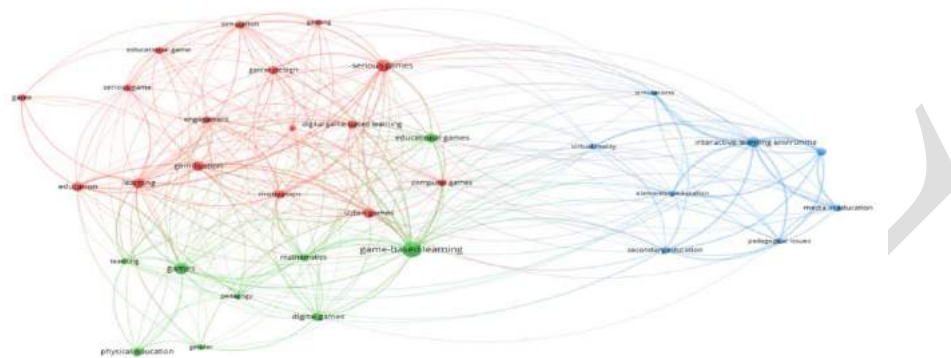 simulation
gaming
educational game
serious games
game design
serious game
game
simulations
engagement
digital game-based learning
educational games
virtual reality
interactive learning environme
gamification
computer games
education
learning
motivation
elementary education
media in education
video games
secondary education
pedagogical issues
game-based learning
mathematics
teaching
games
pedagogy
digital games
physical education
gender